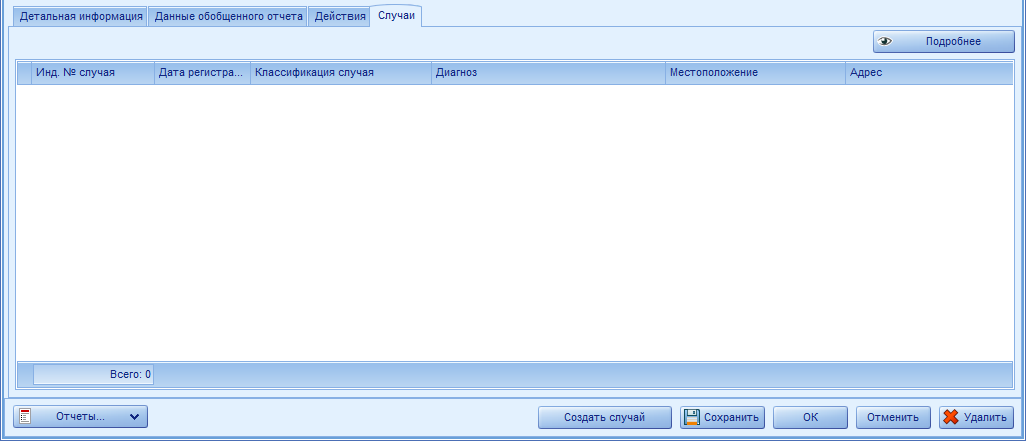 Детальная информация Данные обобщенного отчета Действия Случаи
Подробнее
Инд. № случая Дата регистра... Классификация случая Диагноз Местоположение Адрес
Всего: 0
Отчеты... Создать случай Сохранить ОК Отменить Удалить